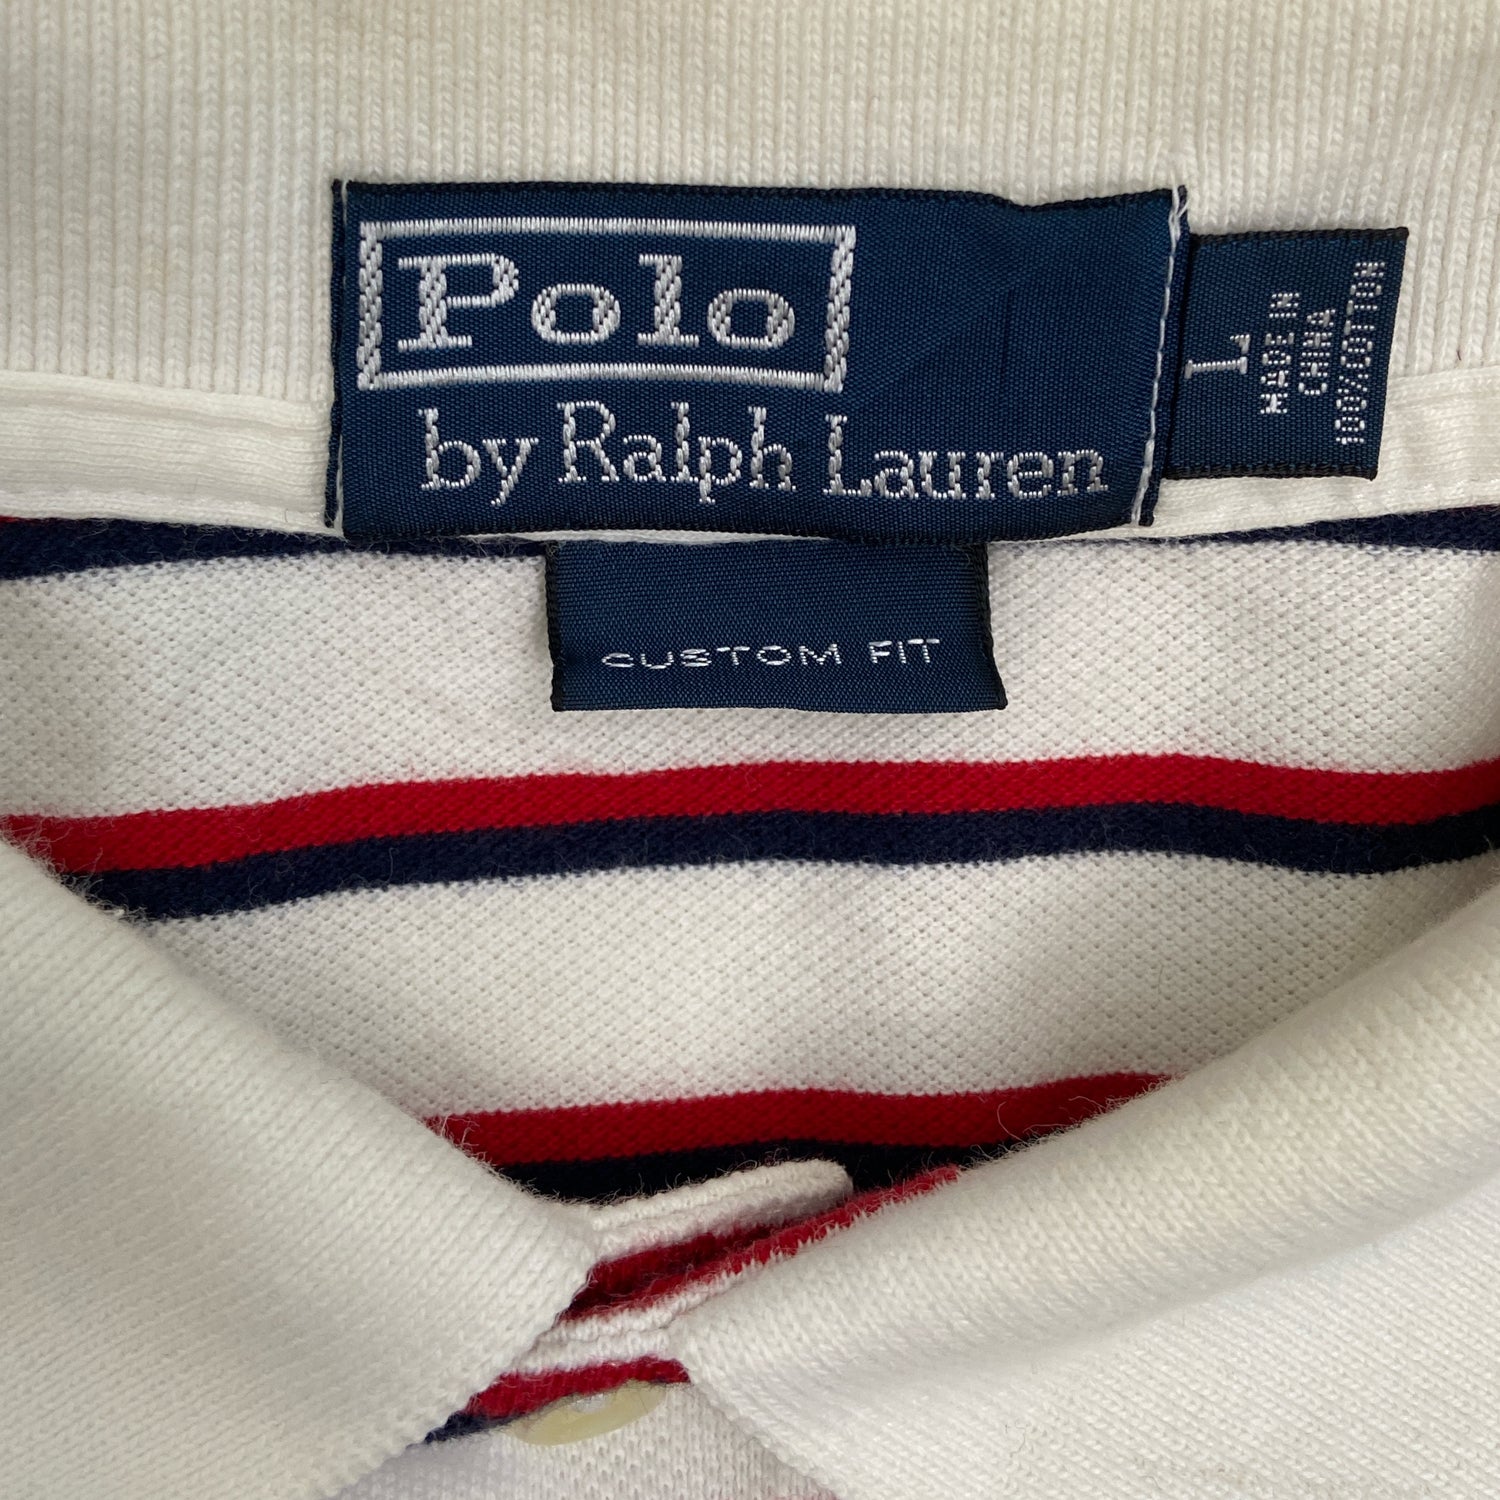 Polo
by Ralph Lauren
L
MADE IN
CHINA
100% COTTON
CUSTOM FIT